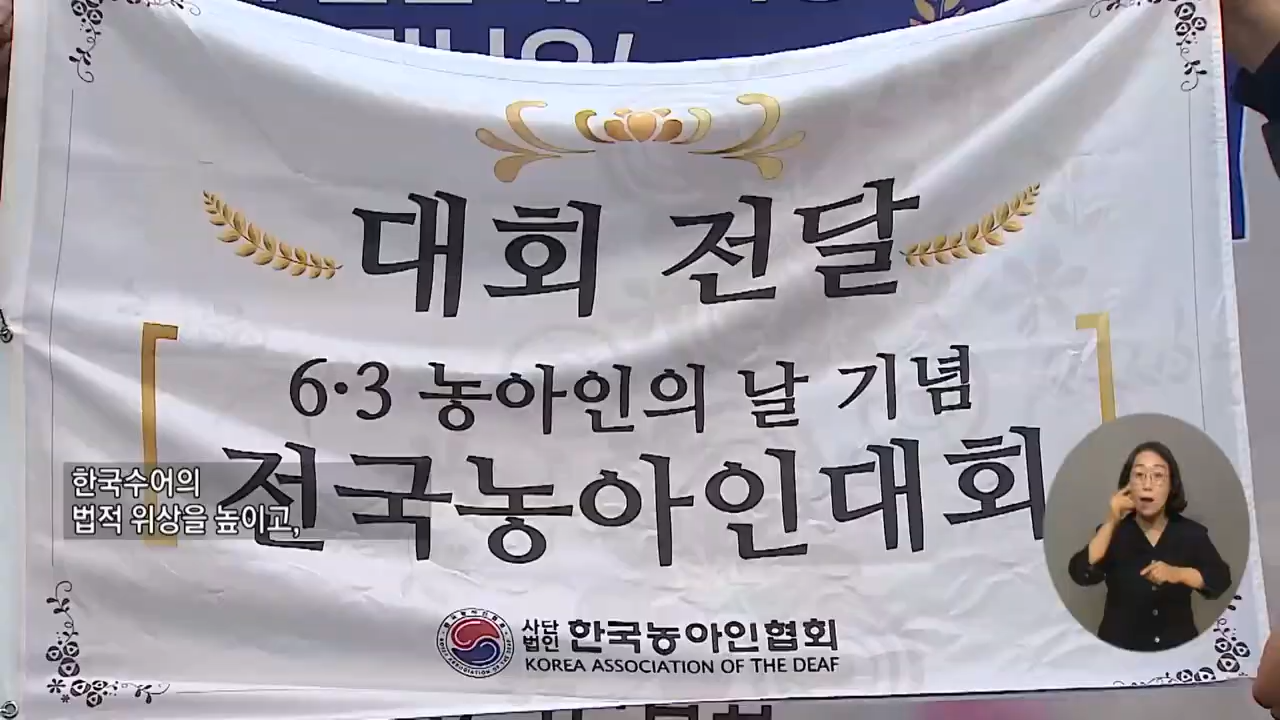 대회 전달
6·3 농아인의 날 기념
전국농아인대회
한국수어의
법적 위상을 높이고,
사단법인 한국농아인협회
KOREA ASSOCIATION OF THE DEAF